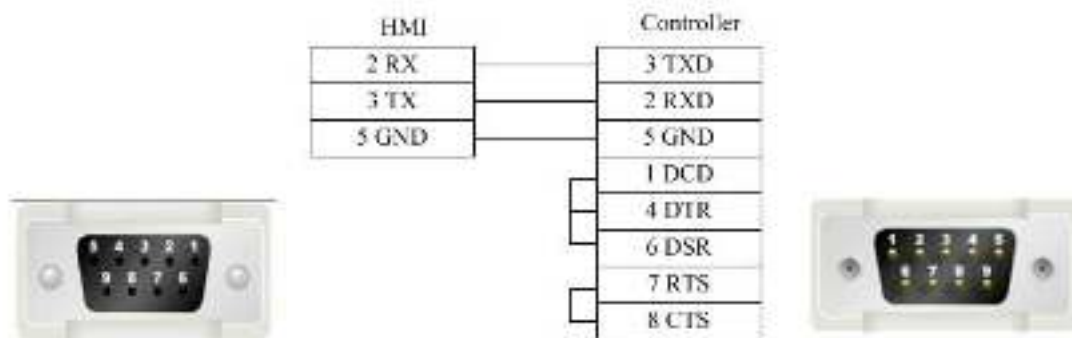 HMI
Controller
2 RX
3 TXD
3 TX
2 RXD
5 GND
5 GND
1 DCD
4 DTR
6 DSR
7 RTS
8 CTS
5 4 3 2 1
9 8 7 6
1 2 3 4 5
6 7 8 9